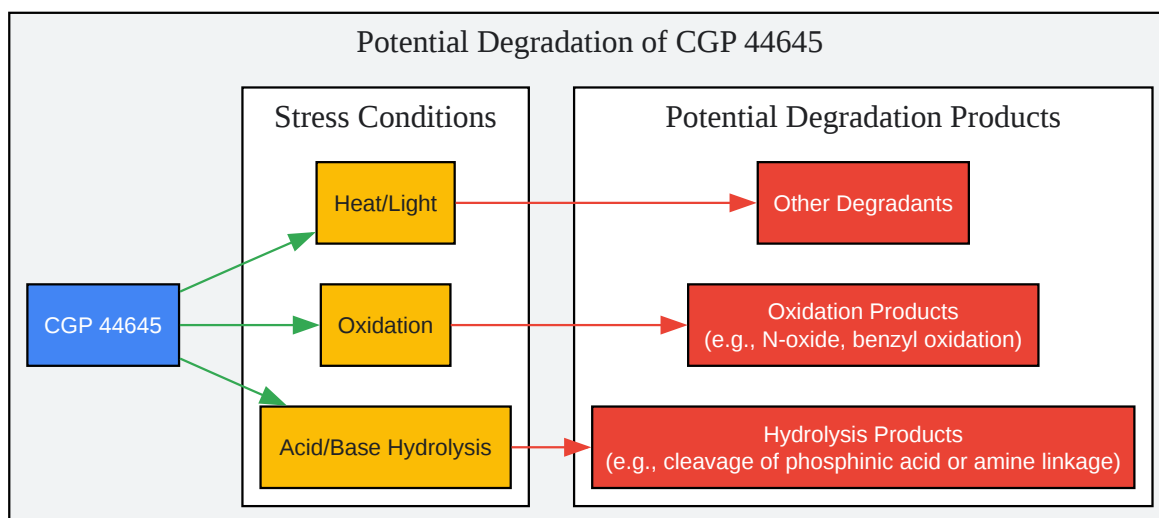 Potential Degradation of CGP 44645
Stress Conditions
Potential Degradation Products
Heat/Light
Other Degradants
CGP 44645
Oxidation
Oxidation Products
(e.g., N-oxide, benzyl oxidation)
Acid/Base Hydrolysis
Hydrolysis Products
(e.g., cleavage of phosphinic acid or amine linkage)